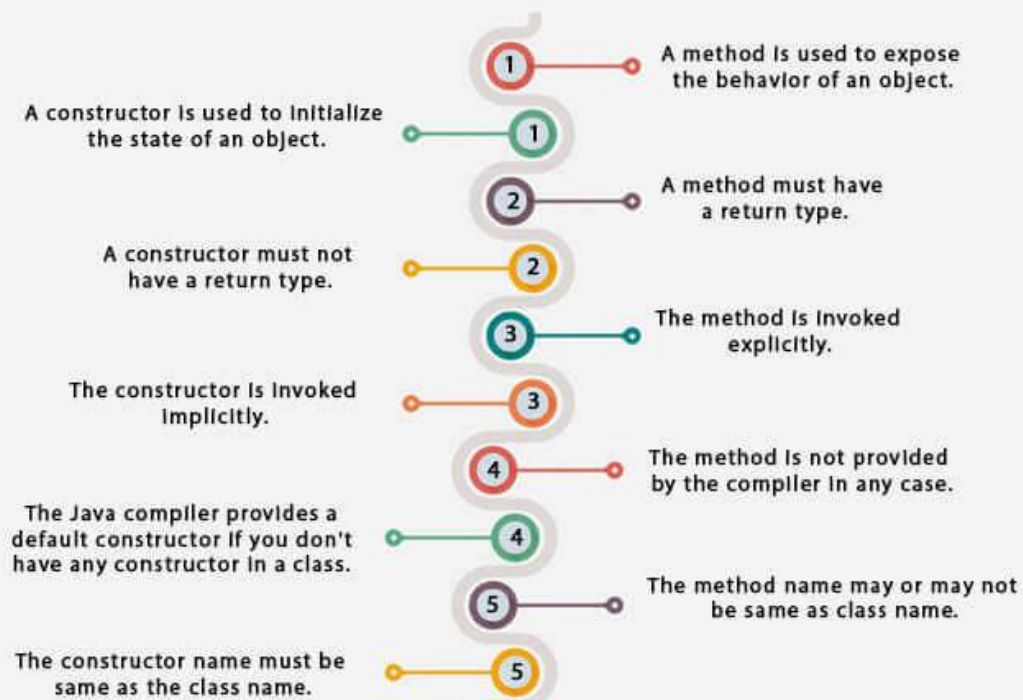 1
A method is used to expose
the behavior of an object.
A constructor is used to initialize
the state of an object.
1
2
A method must have
a return type.
A constructor must not
have a return type.
2
3
The method is invoked
explicitly.
The constructor is invoked
implicitly.
3
4
The method is not provided
by the compiler in any case.
The Java compiler provides a
default constructor if you don't
have any constructor in a class.
4
5
The method name may or may not
be same as class name.
The constructor name must be
same as the class name.
5